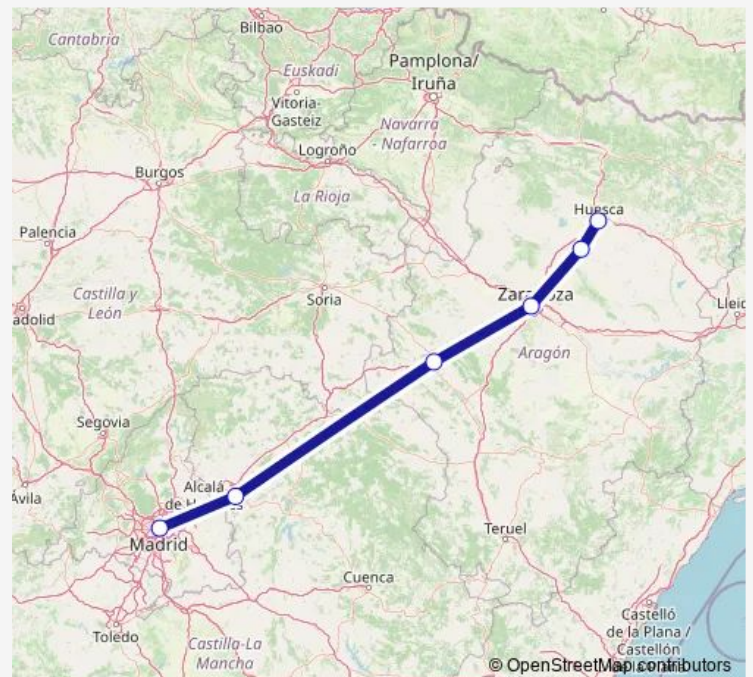 Bilbao
Cantabria
Pamplona/
Iruña
Euskadi
Vitoria-
Gasteiz
Navarra
- Nafarroa
Logroño
Burgos
La Rioja
Huesca
Palencia
Castilla y
León
Soria
adolid
Lleid
Aragón
Segovia
Alcalá
Ávila
Madrid
Teruel
Cuenca
Toledo
Castilla-La
Mancha
Castelló
de la Plana /
Castellón
© OpenStreetMap contributors